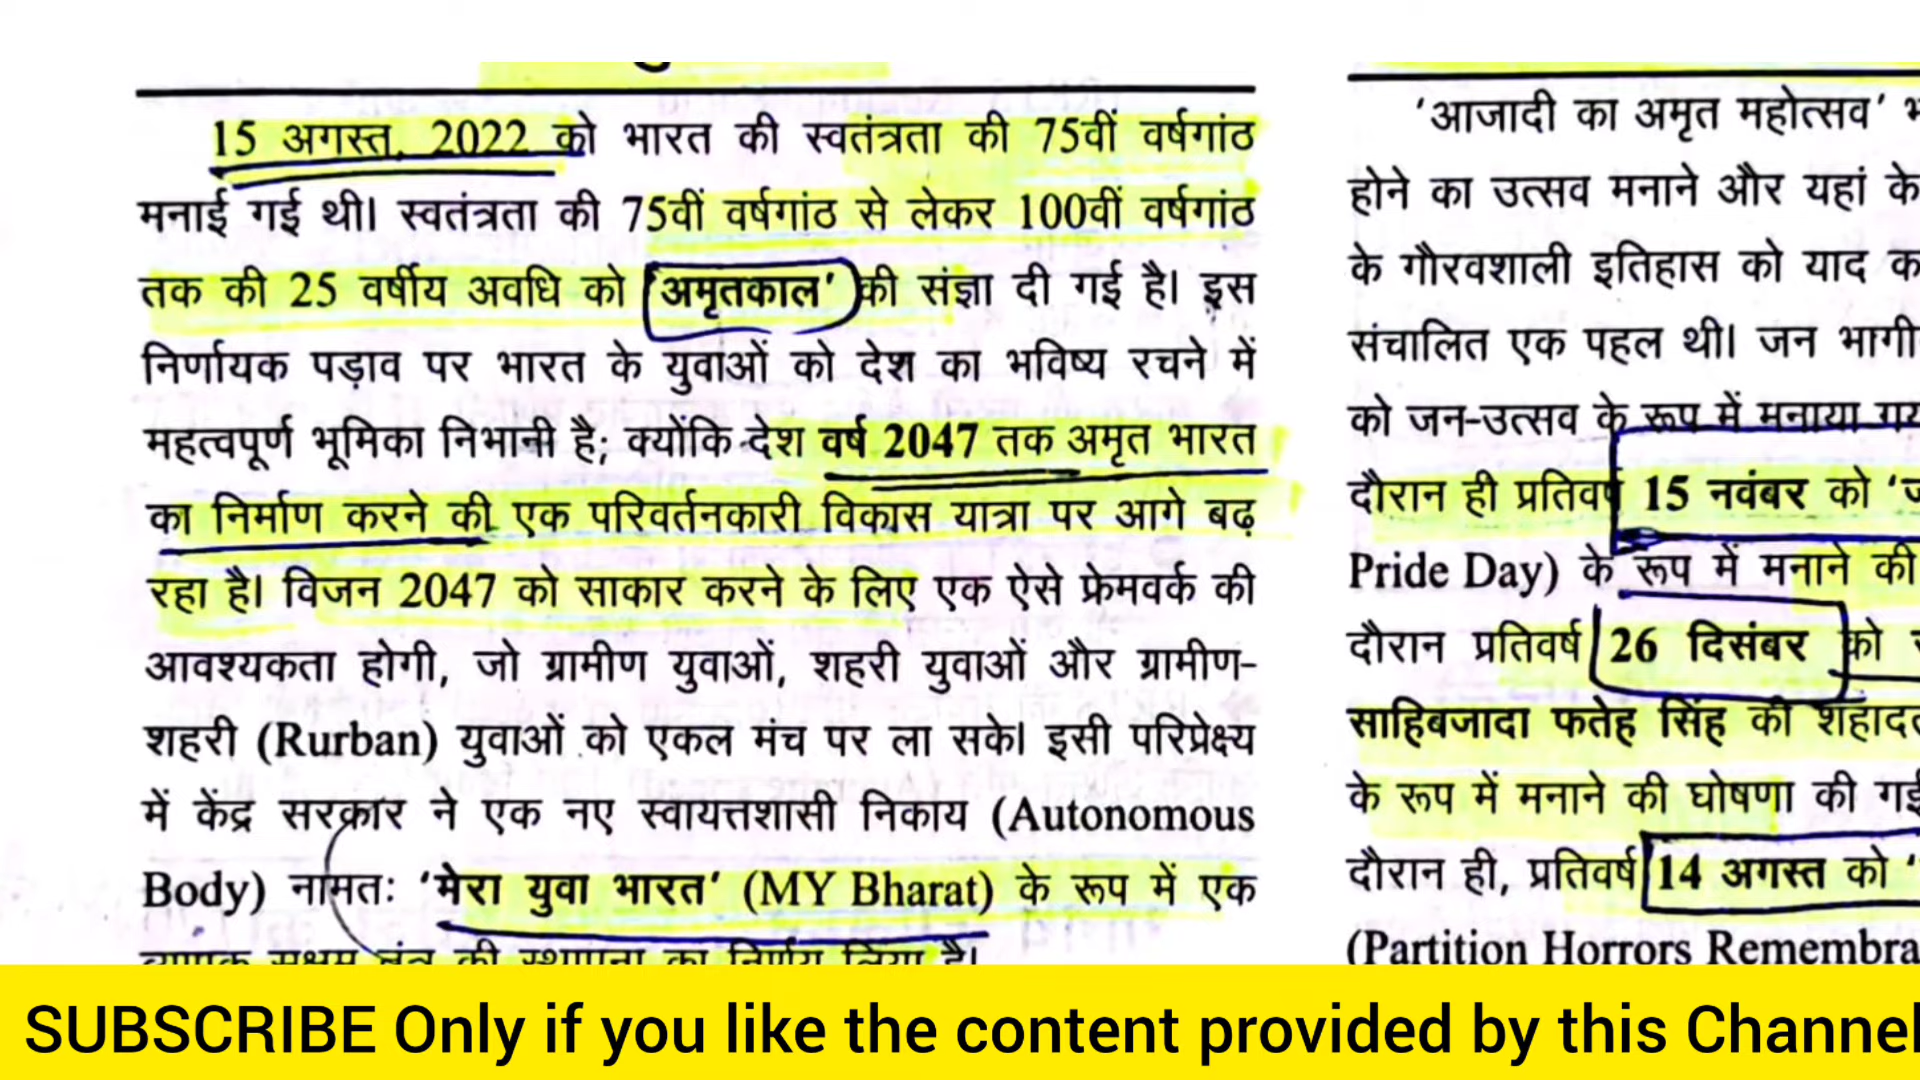 15 अगस्त, 2022 को भारत की स्वतंत्रता की 75वीं वर्षगांठ
मनाई गई थी। स्वतंत्रता की 75वीं वर्षगांठ से लेकर 100वीं वर्षगांठ
तक की 25 वर्षीय अवधि को 'अमृतकाल' की संज्ञा दी गई है। इस
निर्णायक पड़ाव पर भारत के युवाओं को देश का भविष्य रचने में
महत्वपूर्ण भूमिका निभानी है; क्योंकि देश वर्ष 2047 तक अमृत भारत
का निर्माण करने की एक परिवर्तनकारी विकास यात्रा पर आगे बढ़
रहा है। विजन 2047 को साकार करने के लिए एक ऐसे फ्रेमवर्क की
आवश्यकता होगी, जो ग्रामीण युवाओं, शहरी युवाओं और ग्रामीण-
शहरी (Rurban) युवाओं को एकल मंच पर ला सके। इसी परिप्रेक्ष्य
में केंद्र सरकार ने एक नए स्वायत्तशासी निकाय (Autonomous
Body) नामतः 'मेरा युवा भारत' (MY Bharat) के रूप में एक
व्यापक सक्षम तंत्र की स्थापना का निर्णय लिया है।
'आजादी का अमृत महोत्सव'
होने का उत्सव मनाने और यहां के
के गौरवशाली इतिहास को याद
संचालित एक पहल थी। जन
को जन-उत्सव के रूप में मनाया
दौरान ही प्रतिवर्ष 15 नवंबर को
Pride Day) के रूप में मनाने की
दौरान प्रतिवर्ष 26 दिसंबर को
साहिबजादा फतेह सिंह की
के रूप में मनाने की घोषणा की
दौरान ही, प्रतिवर्ष 14 अगस्त को '
(Partition Horrors
SUBSCRIBE Only if you like the content provided by this Channel